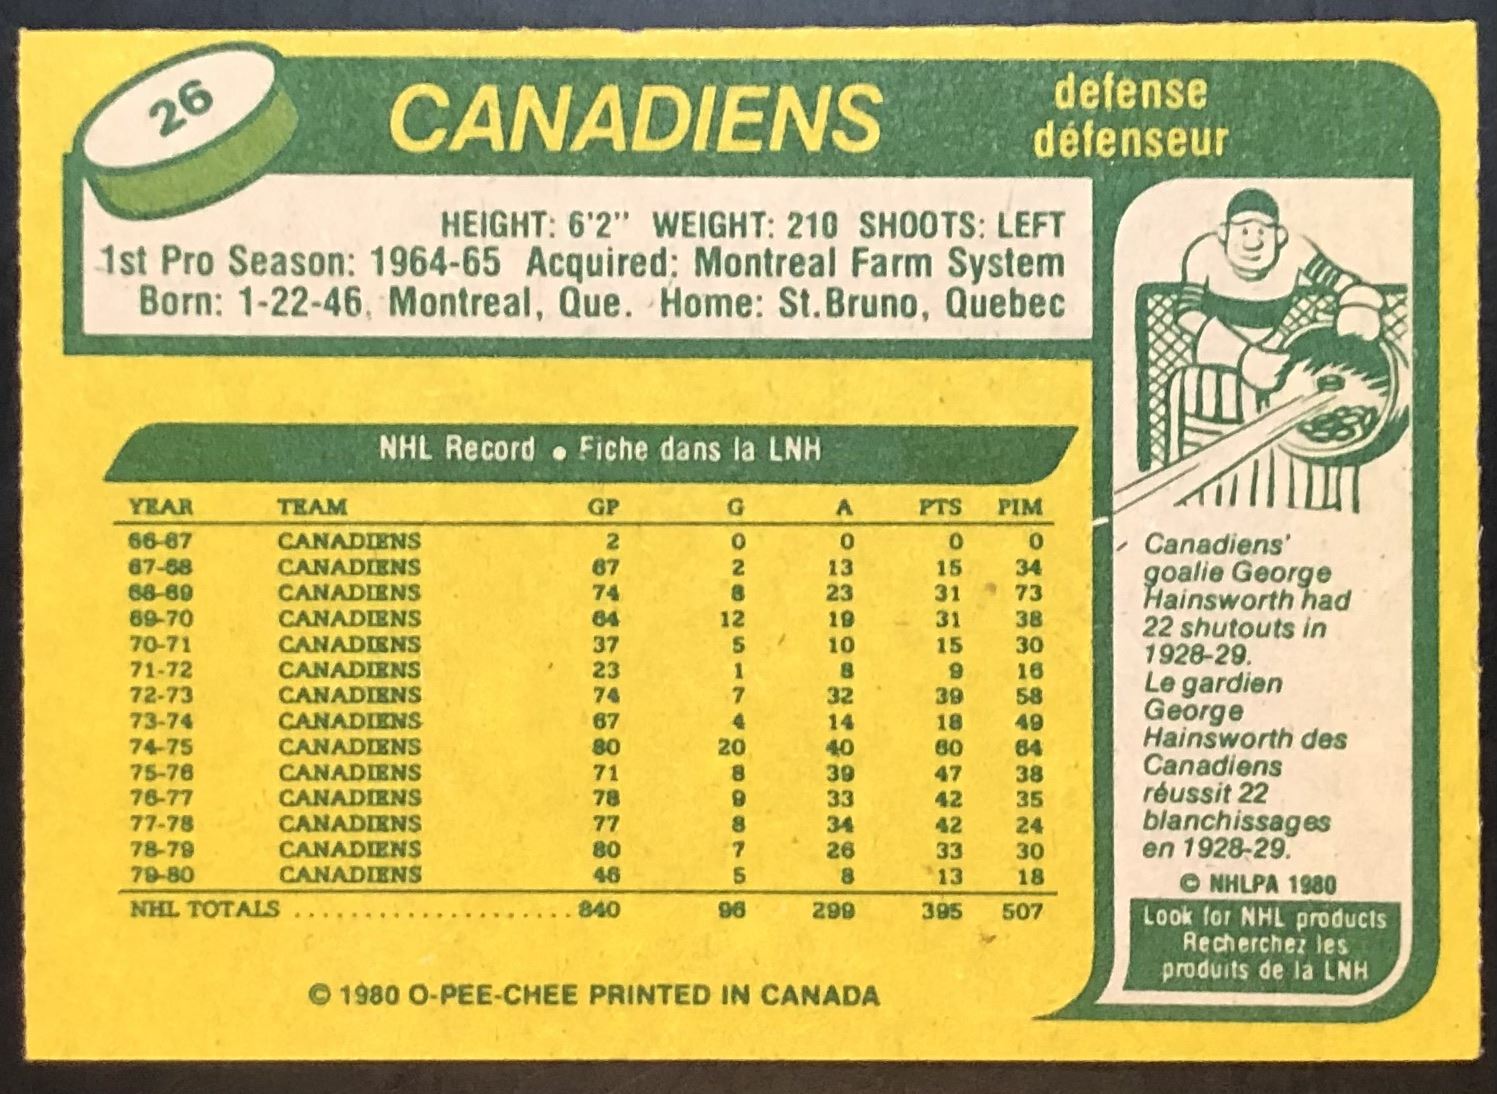 26
CANADIENS
defense
défenseur
HEIGHT: 6'2" WEIGHT: 210 SHOOTS: LEFT
1st Pro Season: 1964-65 Acquired: Montreal Farm System
Born: 1-22-46, Montreal, Que. Home: St.Bruno, Quebec
NHL Record • Fiche dans la LNH
YEAR TEAM GP G A PTS PIM
66-67 CANADIENS 2 0 0 0 0
67-68 CANADIENS 67 2 13 15 34
68-69 CANADIENS 74 8 23 31 73
69-70 CANADIENS 64 12 19 31 38
70-71 CANADIENS 37 5 10 15 30
71-72 CANADIENS 23 1 8 9 16
72-73 CANADIENS 74 7 32 39 58
73-74 CANADIENS 67 4 14 18 49
74-75 CANADIENS 80 20 40 60 64
75-76 CANADIENS 71 8 39 47 38
76-77 CANADIENS 78 9 33 42 35
77-78 CANADIENS 77 8 34 42 24
78-79 CANADIENS 80 7 26 33 30
79-80 CANADIENS 46 5 8 13 18
NHL TOTALS ..................... 840 96 299 395 507
© 1980 O-PEE-CHEE PRINTED IN CANADA
Canadiens'
goalie George
Hainsworth had
22 shutouts in
1928-29.
Le gardien
George
Hainsworth des
Canadiens
réussit 22
blanchissages
en 1928-29.
© NHLPA 1980
Look for NHL products
Recherchez les
produits de la LNH